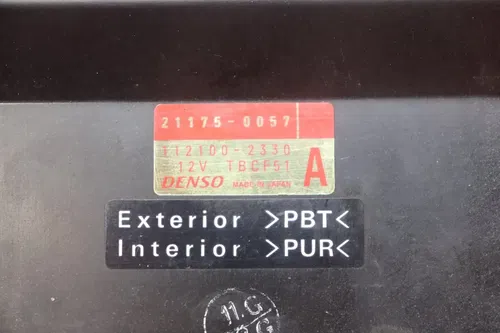 21175-0057
112100-2330
12V TBCF51 A
DENSO MADE IN JAPAN
Exterior >PBT<
Interior >PUR<
11.G